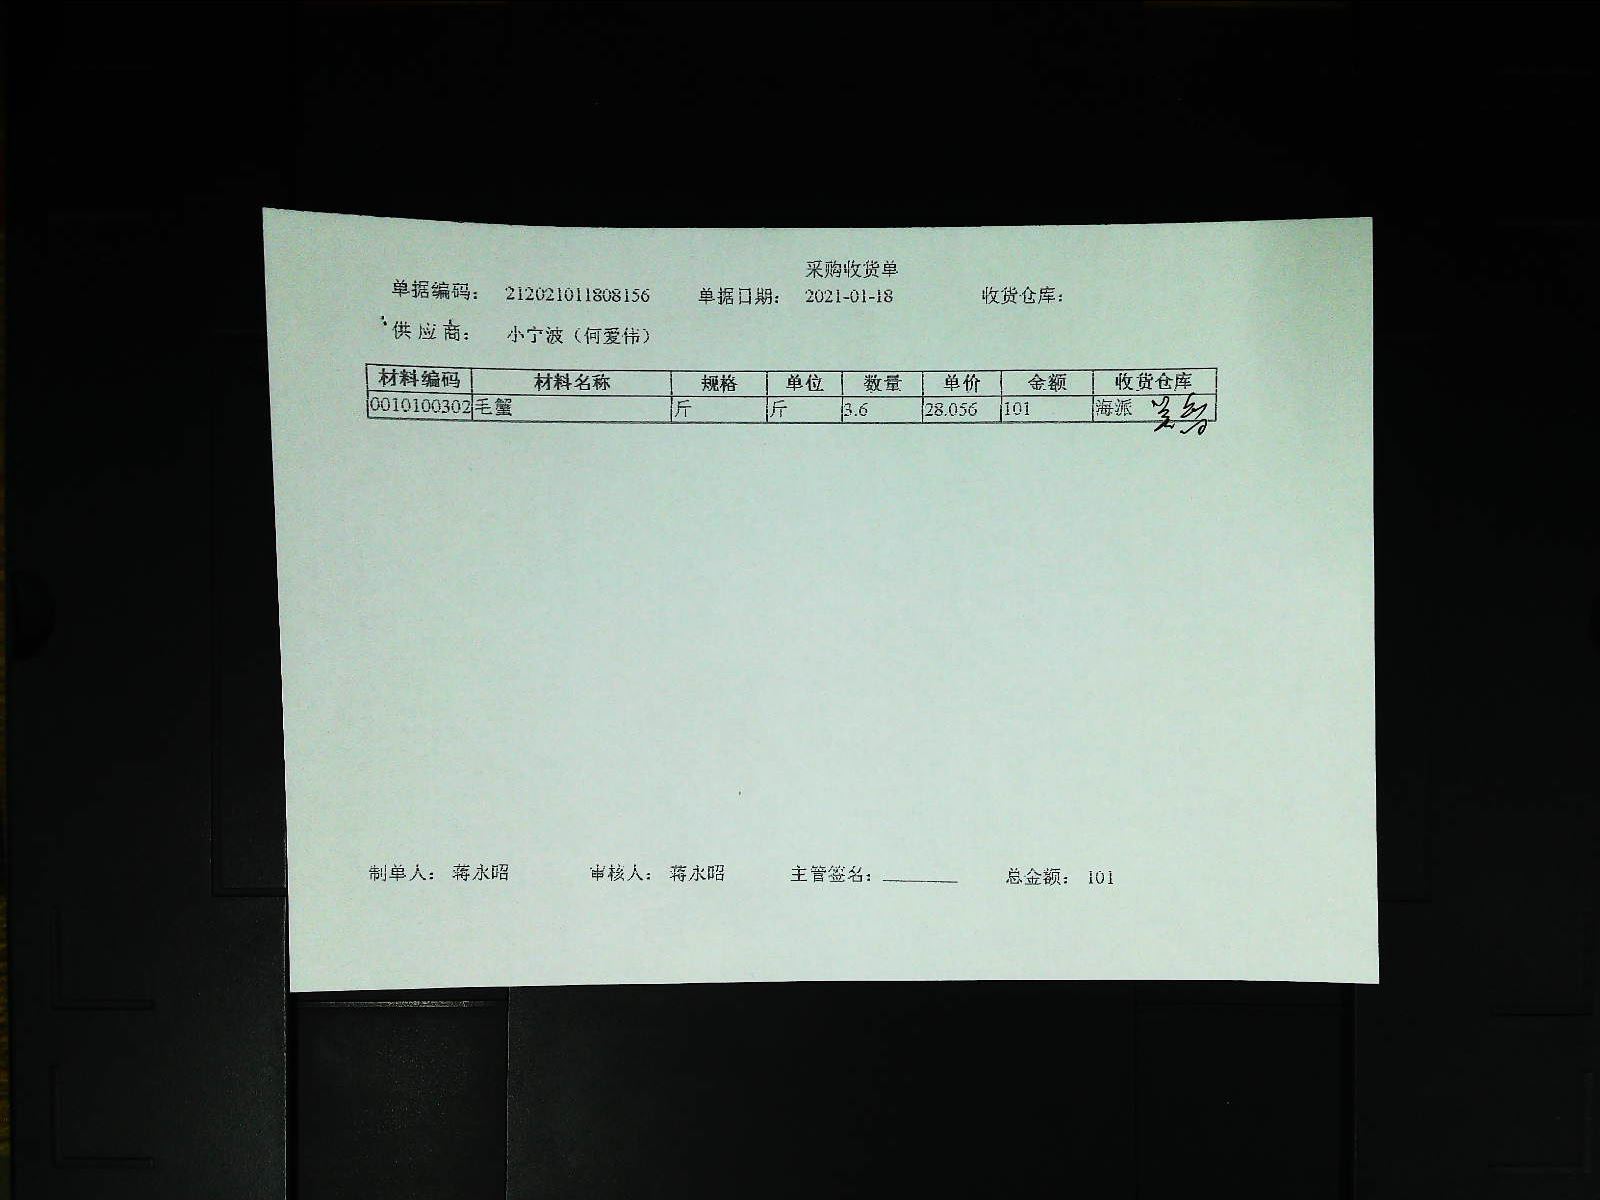 采购收货单
单据编码： 212021011808156 单据日期： 2021-01-18 收货仓库：
供应商： 小宁波（何爱伟）
材料编码 材料名称 规格 单位 数量 单价 金额 收货仓库
0010100302 毛蟹 斤 斤 3.6 28.056 101 海派
制单人： 蒋永昭 审核人： 蒋永昭 主管签名： 总金额： 101